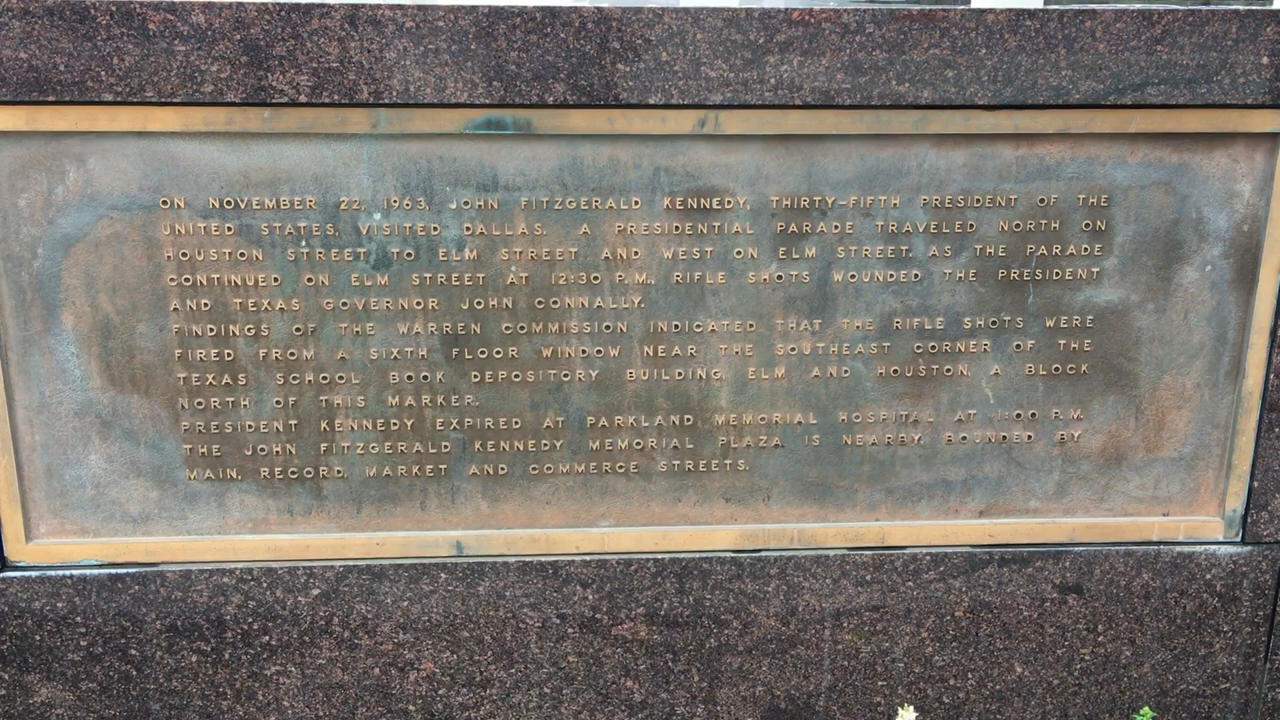 ON NOVEMBER 22, 1963, JOHN FITZGERALD KENNEDY, THIRTY-FIFTH PRESIDENT OF THE
UNITED STATES, VISITED DALLAS. A PRESIDENTIAL PARADE TRAVELED NORTH ON
HOUSTON STREET TO ELM STREET AND WEST ON ELM STREET. AS THE PARADE
CONTINUED ON ELM STREET AT 12:30 P.M., RIFLE SHOTS WOUNDED THE PRESIDENT
AND TEXAS GOVERNOR JOHN CONNALLY.
FINDINGS OF THE WARREN COMMISSION INDICATED THAT THE RIFLE SHOTS WERE
FIRED FROM A SIXTH FLOOR WINDOW NEAR THE SOUTHEAST CORNER OF THE
TEXAS SCHOOL BOOK DEPOSITORY BUILDING, ELM AND HOUSTON, A BLOCK
NORTH OF THIS MARKER.
PRESIDENT KENNEDY EXPIRED AT PARKLAND MEMORIAL HOSPITAL AT 1:00 P.M.
THE JOHN FITZGERALD KENNEDY MEMORIAL PLAZA IS NEARBY, BOUNDED BY
MAIN, RECORD, MARKET AND COMMERCE STREETS.